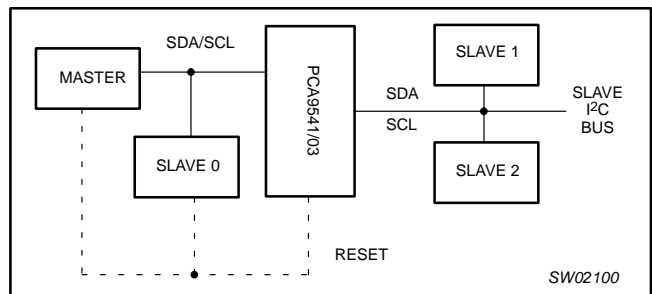 SDA/SCL
MASTER
SLAVE 0
PCA9541/03
SDA
SCL
SLAVE 1
SLAVE 2
SLAVE
I²C
BUS
RESET
SW02100